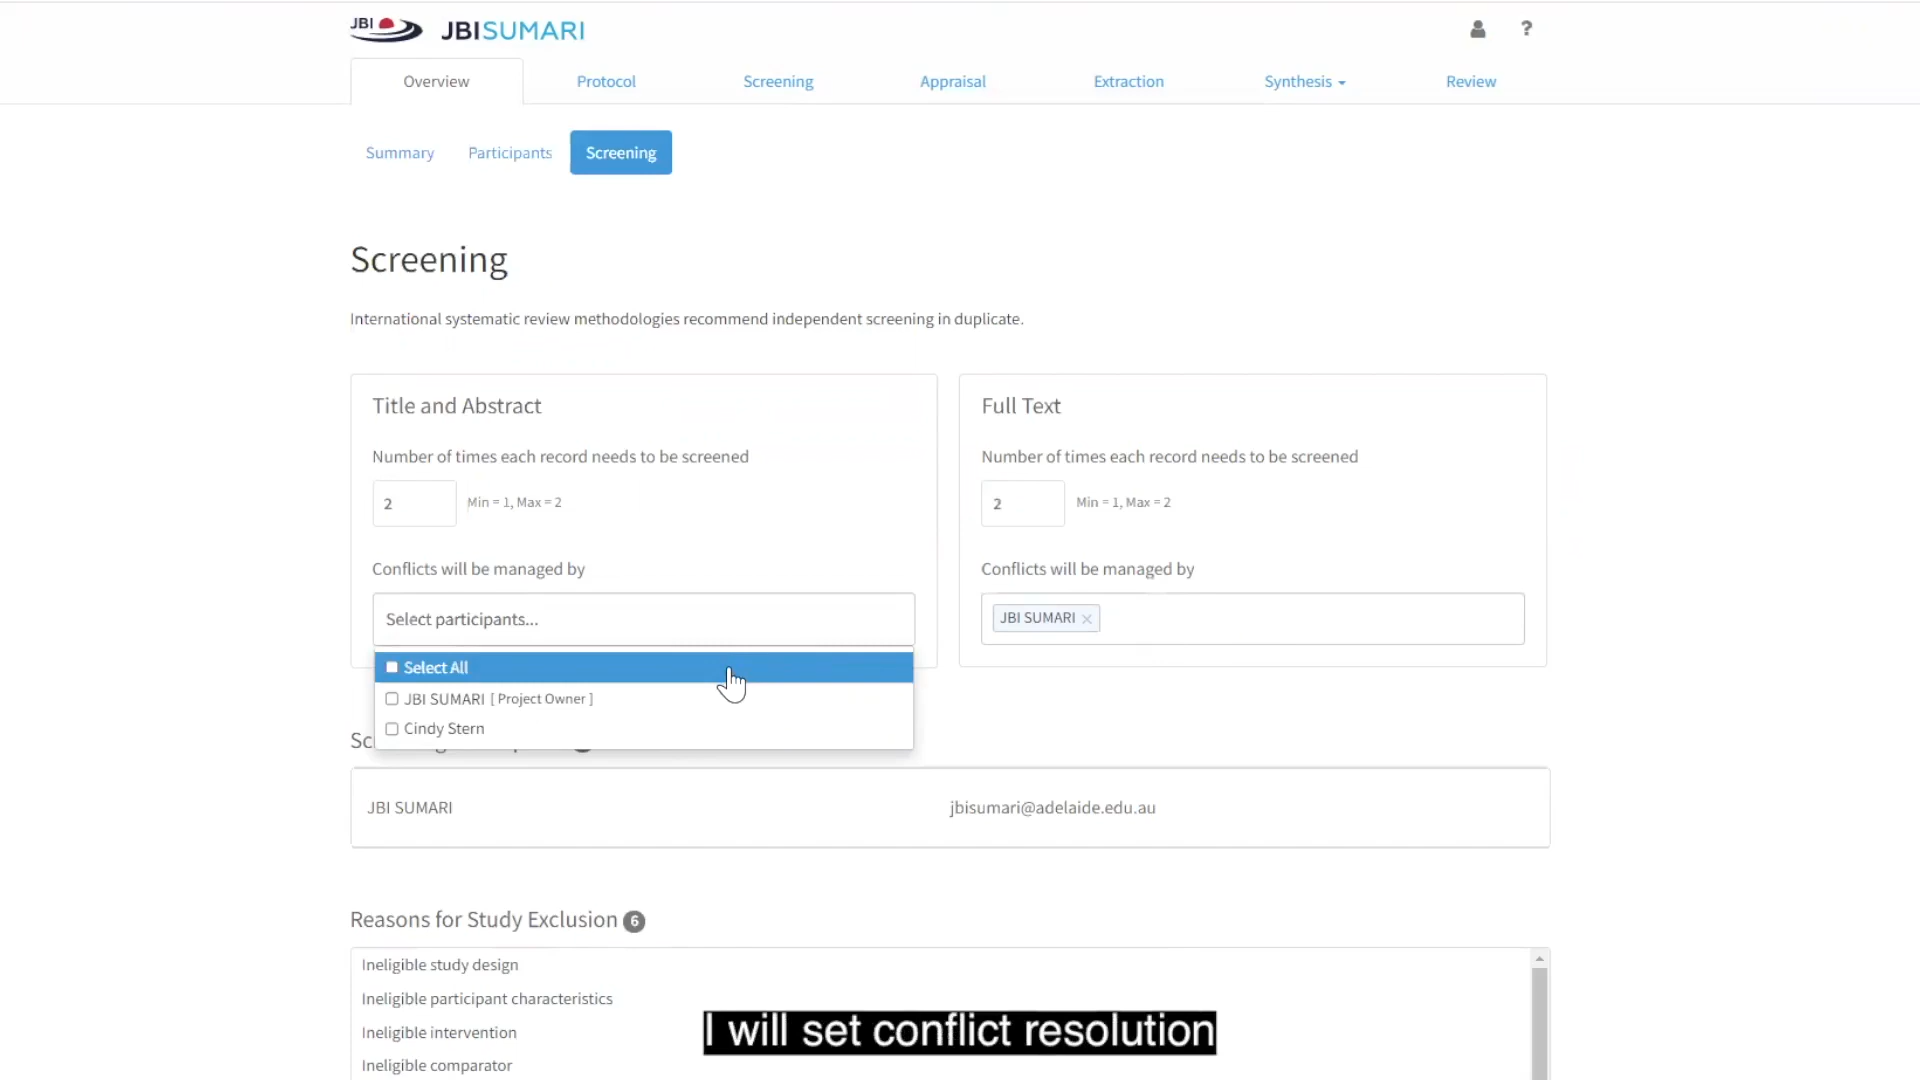 JBI JBISUMARI ?
Overview Protocol Screening Appraisal Extraction Synthesis Review
Summary Participants Screening
Screening
International systematic review methodologies recommend independent screening in duplicate.
Title and Abstract
Number of times each record needs to be screened
2 Min = 1, Max = 2
Conflicts will be managed by
Select participants...
Select All
JBI SUMARI [ Project Owner ]
Cindy Stern
Full Text
Number of times each record needs to be screened
2 Min = 1, Max = 2
Conflicts will be managed by
JBI SUMARI ×
JBI SUMARI jbisumari@adelaide.edu.au
Reasons for Study Exclusion 6
Ineligible study design
Ineligible participant characteristics
Ineligible intervention
Ineligible comparator
I will set conflict resolution